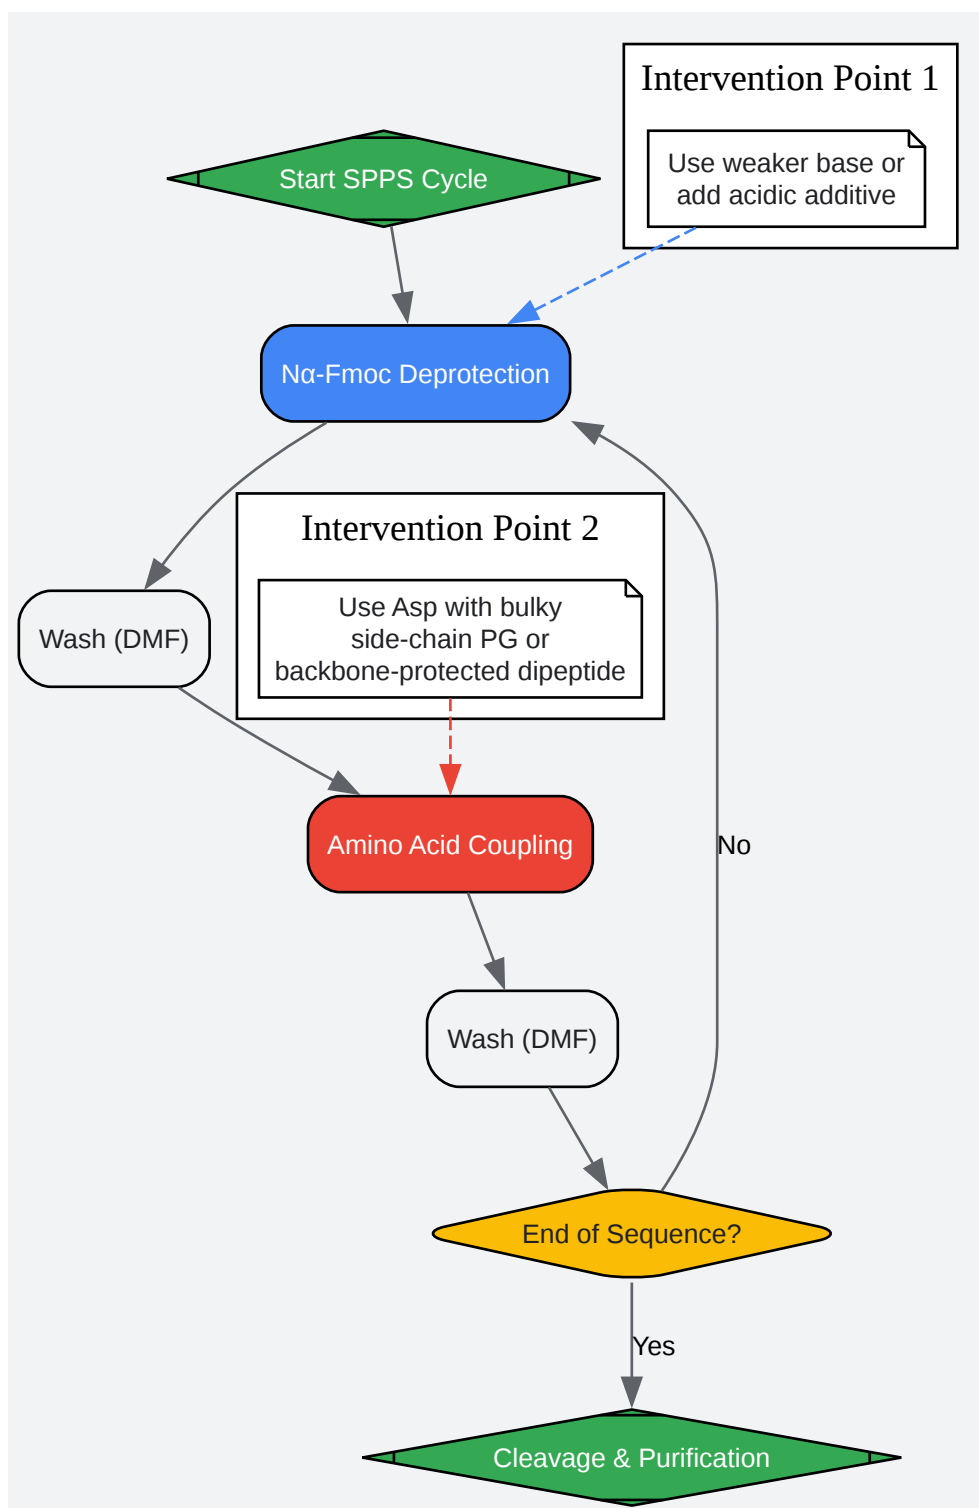 Intervention Point 1
Use weaker base or
add acidic additive
Start SPPS Cycle
Nα-Fmoc Deprotection
Intervention Point 2
Use Asp with bulky
side-chain PG or
backbone-protected dipeptide
Wash (DMF)
Amino Acid Coupling
No
Wash (DMF)
End of Sequence?
Yes
Cleavage & Purification